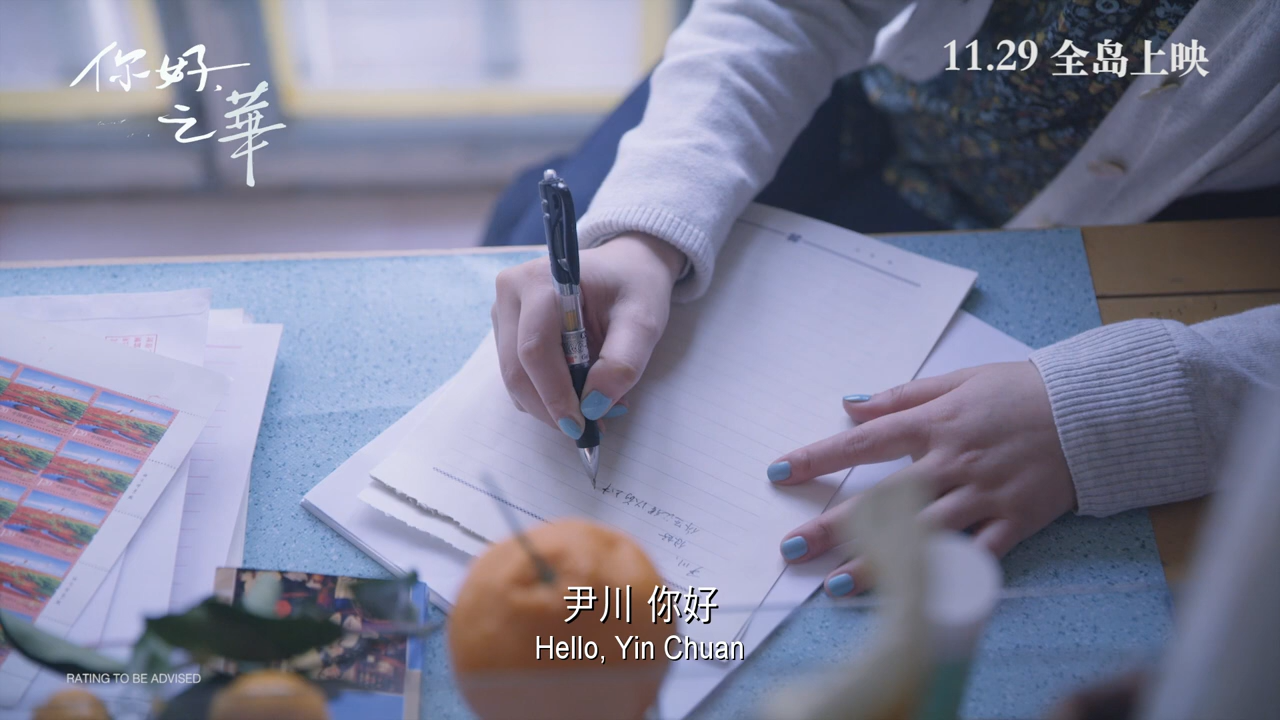 你好
之華
11.29 全岛上映
尹川 你好
Hello, Yin Chuan
RATING TO BE ADVISED